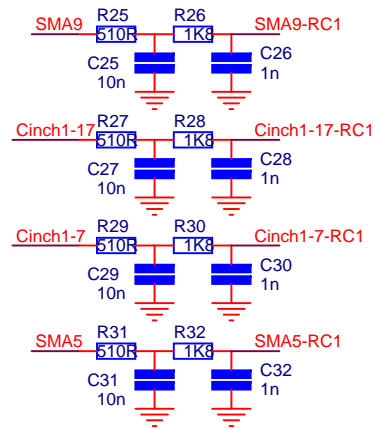 R25 R26
SMA9 510R 1K8 SMA9-RC1
C25 10n C26 1n
R27 R28
Cinch1-17 510R 1K8 Cinch1-17-RC1
C27 10n C28 1n
R29 R30
Cinch1-7 510R 1K8 Cinch1-7-RC1
C29 10n C30 1n
R31 R32
SMA5 510R 1K8 SMA5-RC1
C31 10n C32 1n